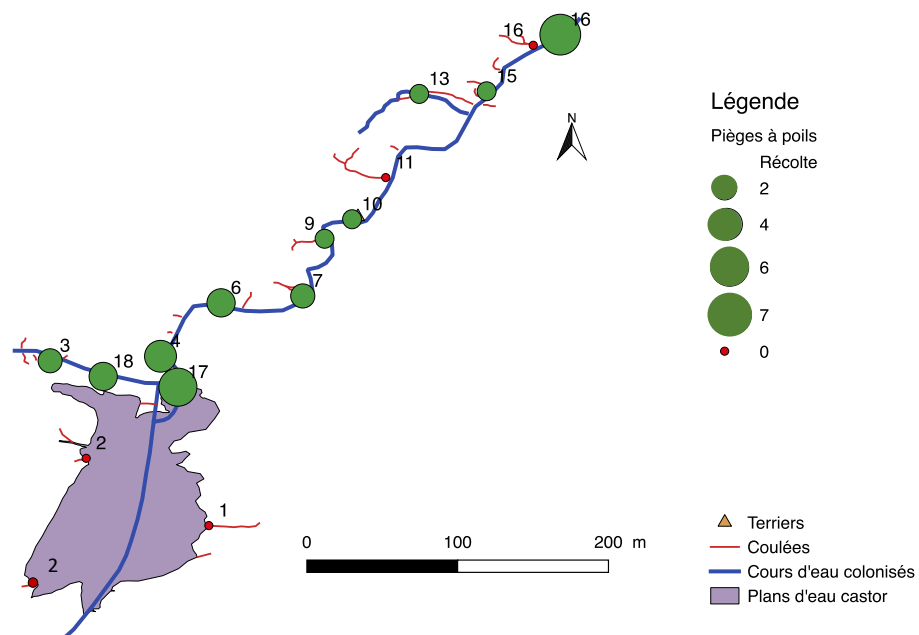 16
16
15
13
N
11
10
9
7
6
4
3
18
17
2
1
2
0 100 200 m
Légende
Pièges à poils
Récolte
2
4
6
7
0
Terriers
Coulées
Cours d'eau colonisés
Plans d'eau castor